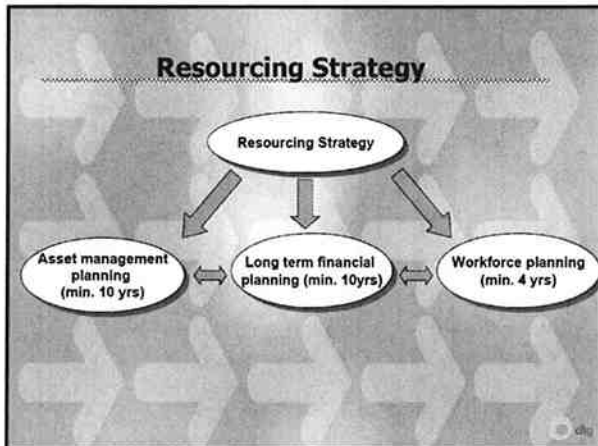 Resourcing Strategy
Resourcing Strategy
Asset management
planning
(min. 10 yrs)
Long term financial
planning (min. 10yrs)
Workforce planning
(min. 4 yrs)
dlg